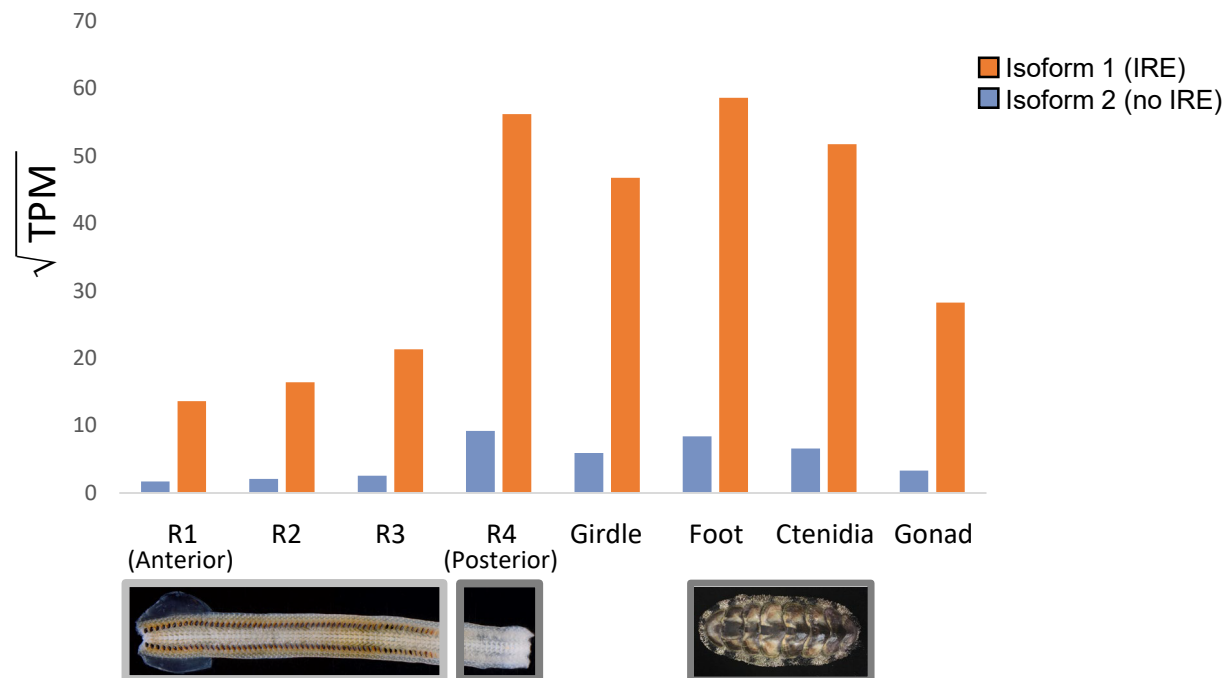 70
60
50
40
30
20
10
0
√TPM
Isoform 1 (IRE)
Isoform 2 (no IRE)
R1 R2 R3 R4 Girdle Foot Ctenidia Gonad
(Anterior) (Posterior)